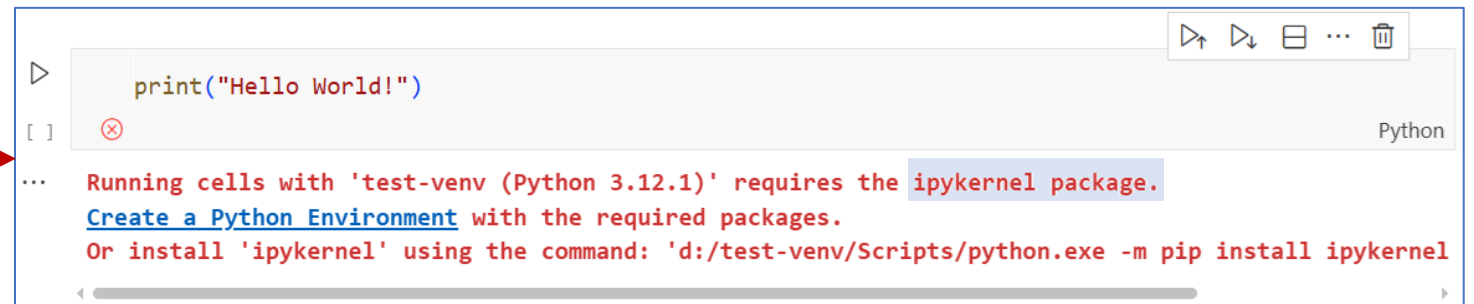 print("Hello World!")
[ ]
Python
Running cells with 'test-venv (Python 3.12.1)' requires the ipykernel package.
Create a Python Environment with the required packages.
Or install 'ipykernel' using the command: 'd:/test-venv/Scripts/python.exe -m pip install ipykernel